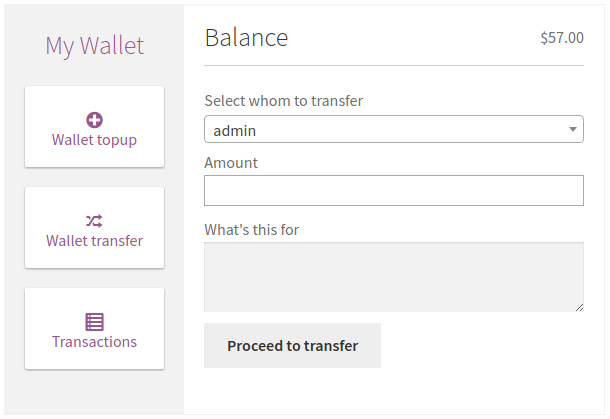 My Wallet
Wallet topup
Wallet transfer
Transactions
Balance
$57.00
Select whom to transfer
admin
Amount
What's this for
Proceed to transfer